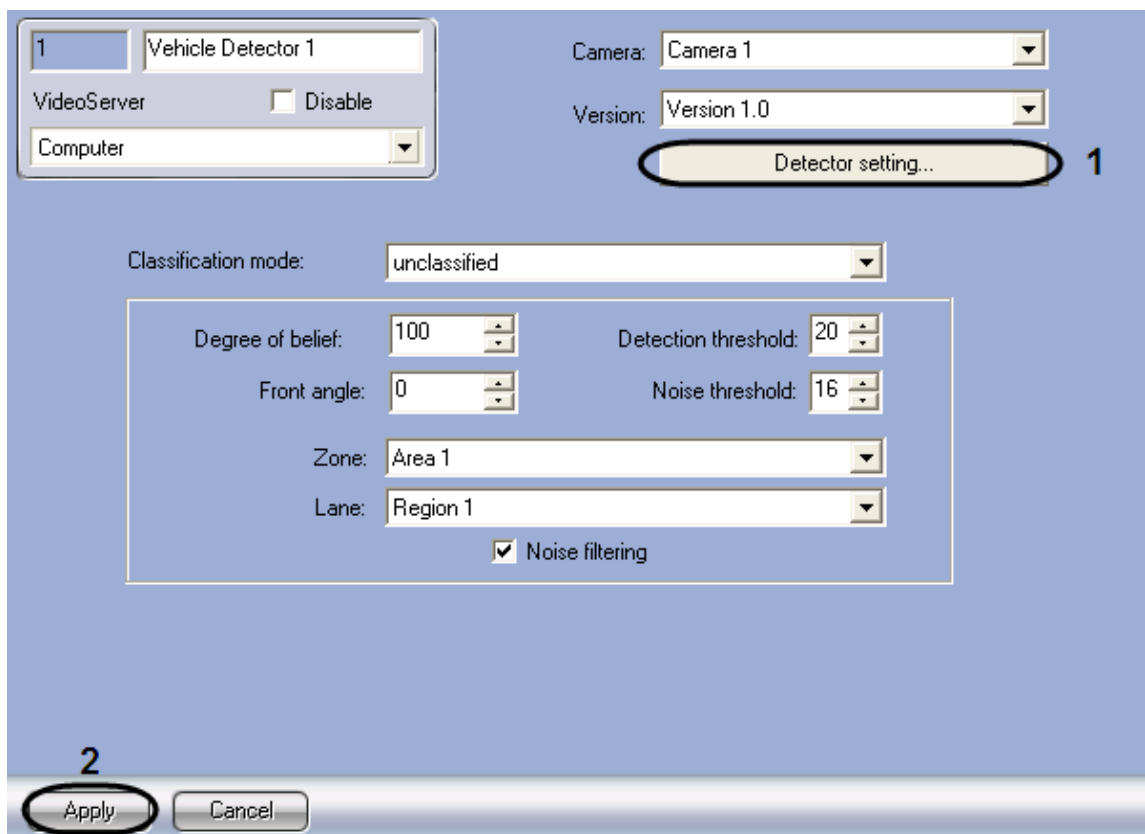 1 Vehicle Detector 1
VideoServer Disable
Computer
Camera: Camera 1
Version: Version 1.0
Detector setting... 1
Classification mode: unclassified
Degree of belief: 100 Detection threshold: 20
Front angle: 0 Noise threshold: 16
Zone: Area 1
Lane: Region 1
Noise filtering
2
Apply Cancel